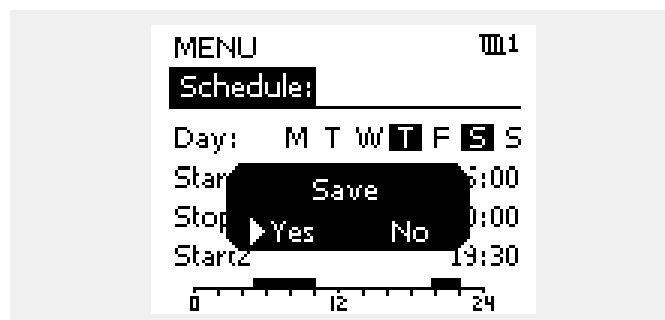 MENU 1
Schedule:
Day: M T W T F S S
Save
Yes No
Start2 19:30
0 12 24